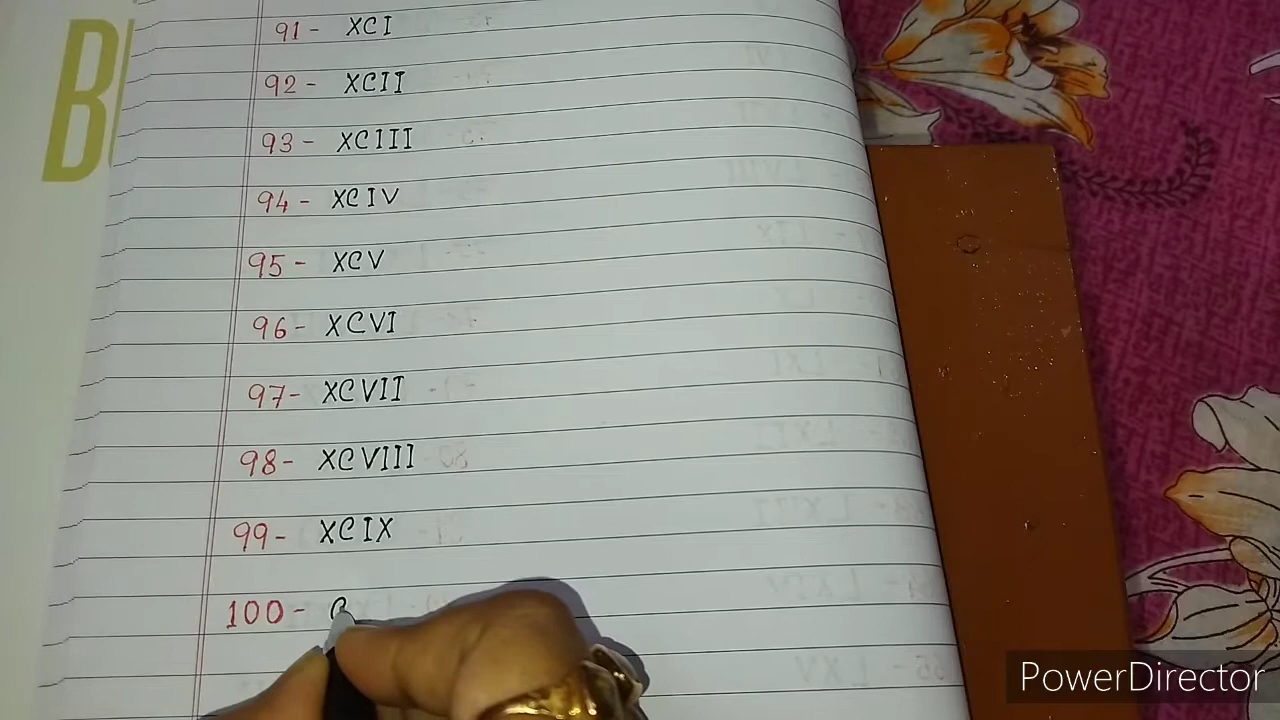 91- XCI
92- XCII
93- XCIII
94- XCIV
95- XCV
96- XCVI
97- XCVII
98- XCVIII
99- XCIX
100- C
PowerDirector